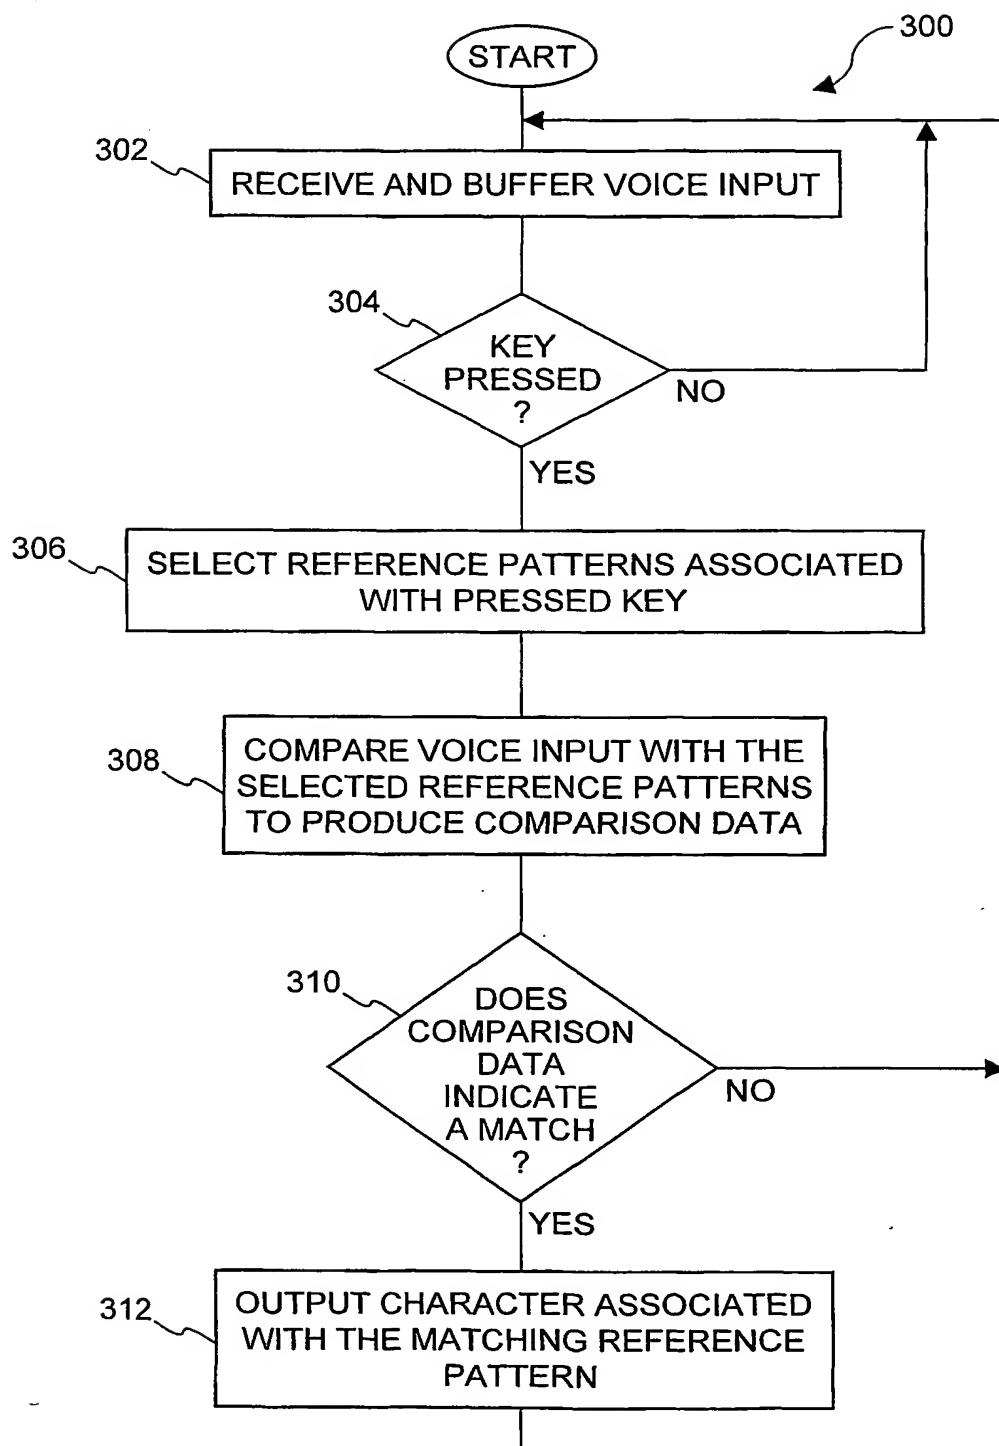 START
300
302
RECEIVE AND BUFFER VOICE INPUT
304
KEY
PRESSED
?
NO
YES
306
SELECT REFERENCE PATTERNS ASSOCIATED
WITH PRESSED KEY
308
COMPARE VOICE INPUT WITH THE
SELECTED REFERENCE PATTERNS
TO PRODUCE COMPARISON DATA
310
DOES
COMPARISON
DATA
INDICATE
A MATCH
?
NO
YES
312
OUTPUT CHARACTER ASSOCIATED
WITH THE MATCHING REFERENCE
PATTERN